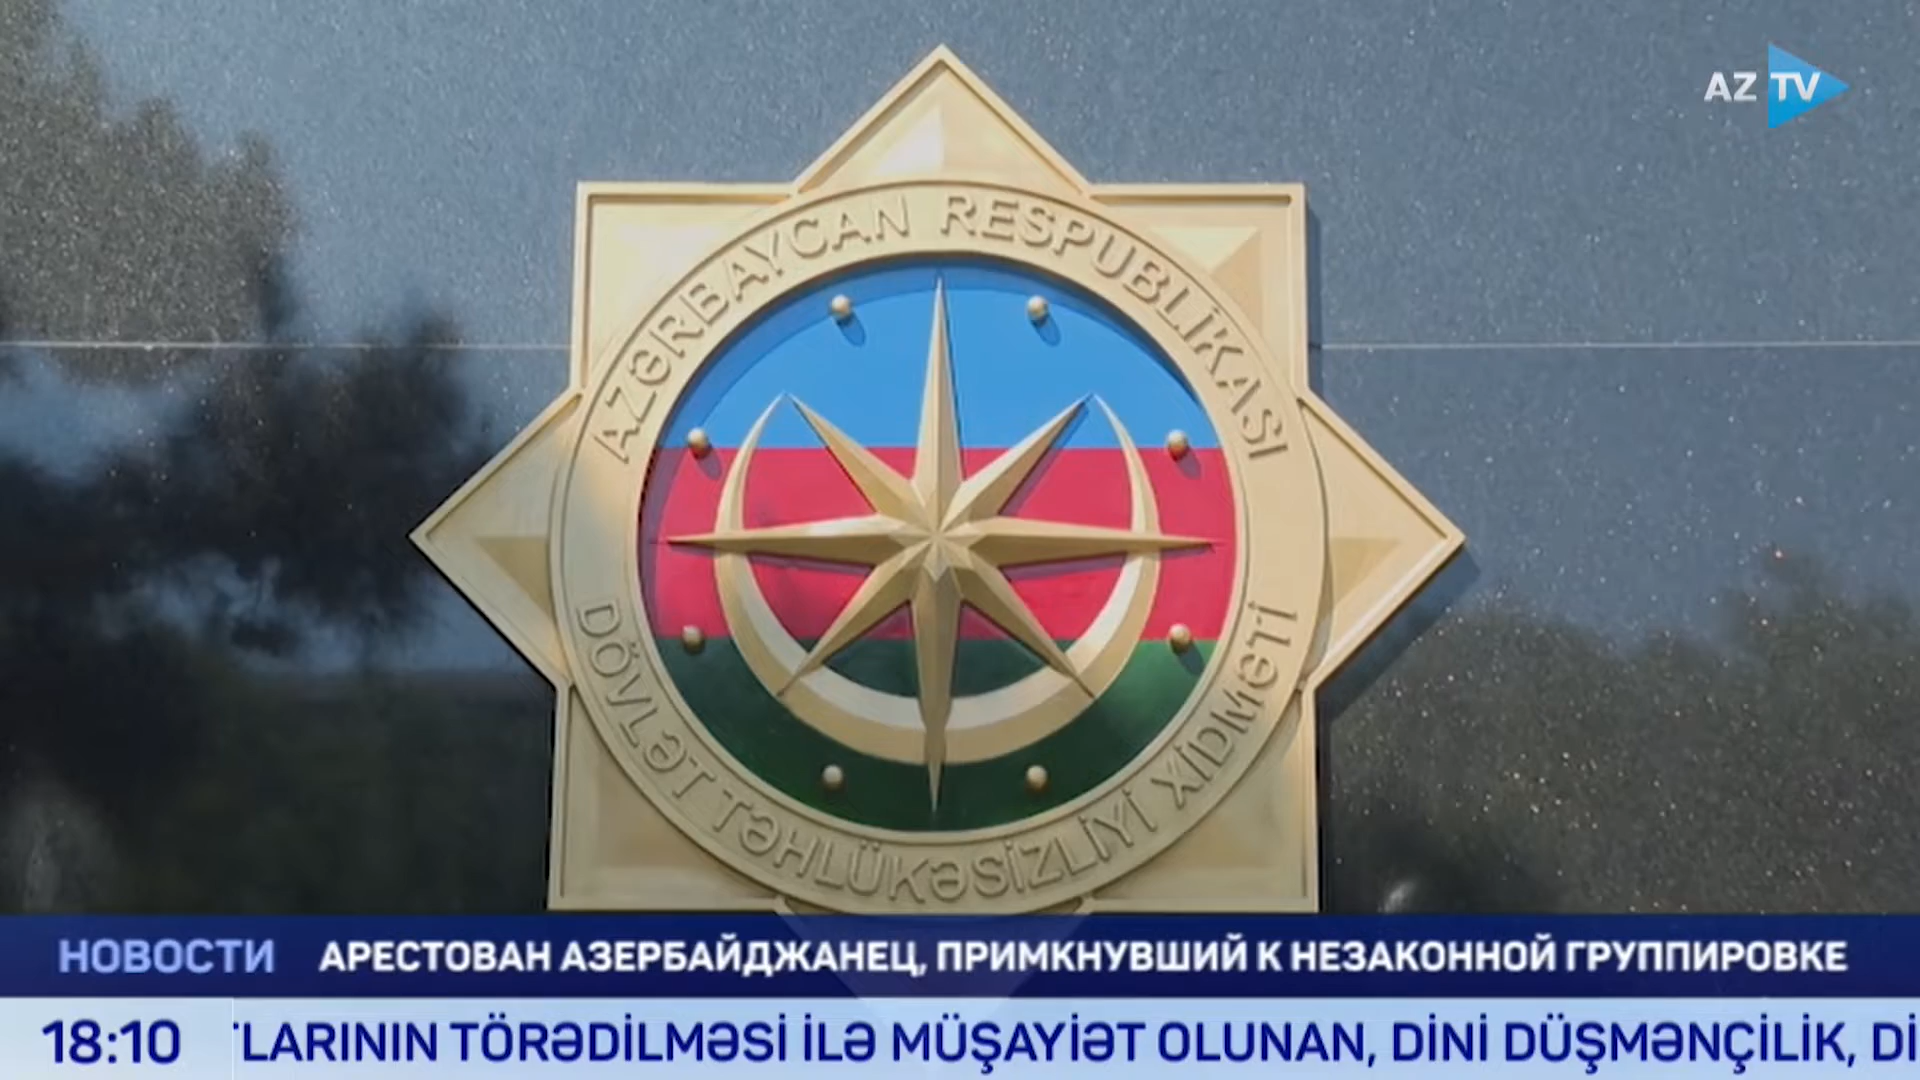 AZ TV
AZƏRBAYCAN RESPUBLİKASI
DÖVLƏT TƏHLÜKƏSİZLİYİ XİDMƏTİ
НОВОСТИ АРЕСТОВАН АЗЕРБАЙДЖАНЕЦ, ПРИМКНУВШИЙ К НЕЗАКОННОЙ ГРУППИРОВКЕ
18:10 TLARININ TÖRƏDİLMƏSİ İLƏ MÜŞAYİƏT OLUNAN, DİNİ DÜŞMƏNÇİLİK, Dİ